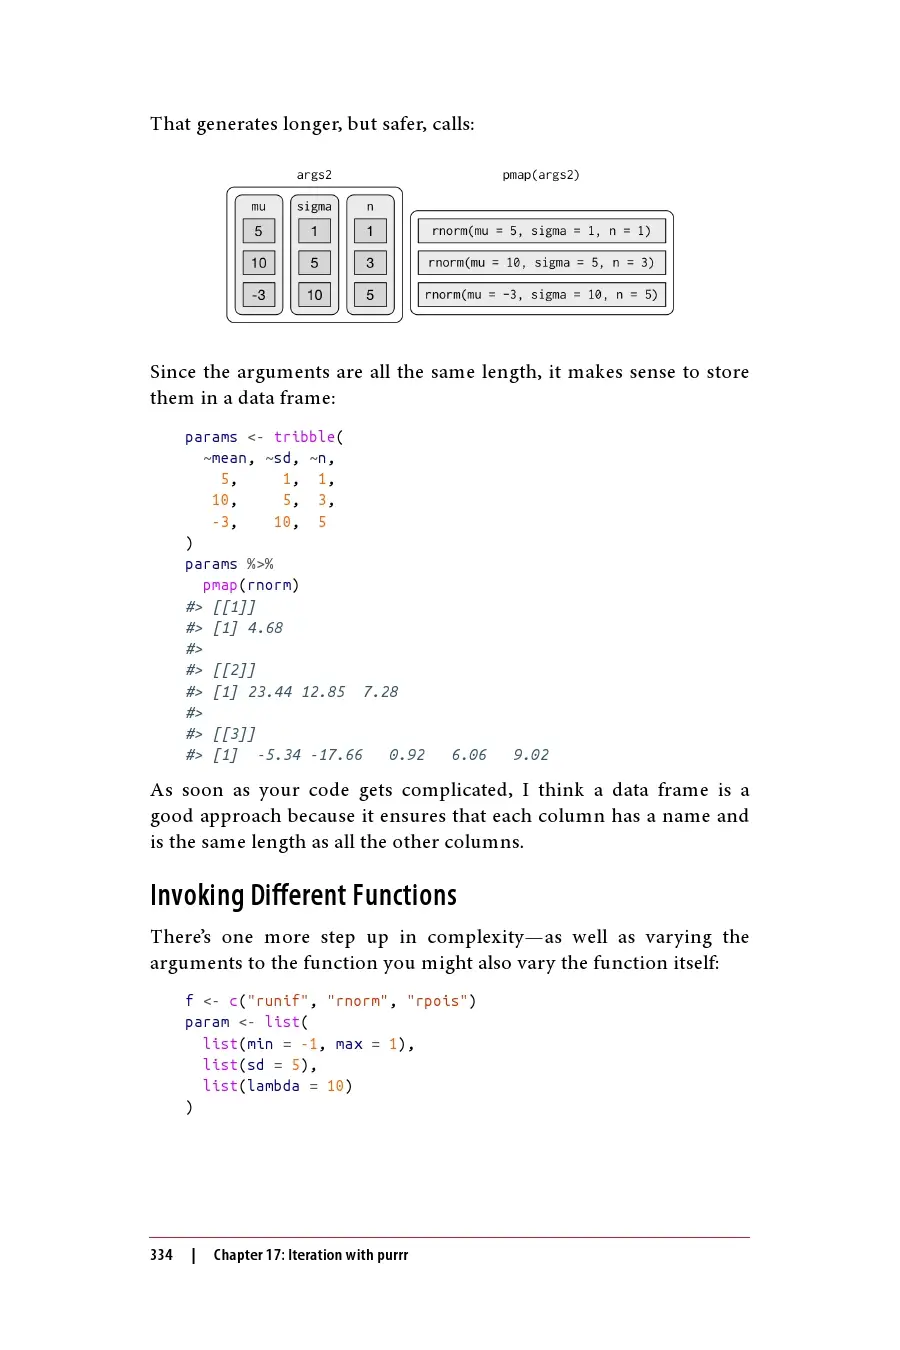 That generates longer, but safer, calls:
args2
pmap(args2)
mu sigma n
5 1 1 rnorm(mu = 5, sigma = 1, n = 1)
10 5 3 rnorm(mu = 10, sigma = 5, n = 3)
-3 10 5 rnorm(mu = -3, sigma = 10, n = 5)
Since the arguments are all the same length, it makes sense to store
them in a data frame:
params <- tribble(
  ~mean, ~sd, ~n,
    5,     1,  1,
   10,     5,  3,
   -3,    10,  5
)
params %>%
  pmap(rnorm)
#> [[1]]
#> [1] 4.68
#>
#> [[2]]
#> [1] 23.44 12.85  7.28
#>
#> [[3]]
#> [1]  -5.34 -17.66   0.92   6.06   9.02
As soon as your code gets complicated, I think a data frame is a
good approach because it ensures that each column has a name and
is the same length as all the other columns.
Invoking Different Functions
There’s one more step up in complexity—as well as varying the
arguments to the function you might also vary the function itself:
f <- c("runif", "rnorm", "rpois")
param <- list(
  list(min = -1, max = 1),
  list(sd = 5),
  list(lambda = 10)
)
334 | Chapter 17: Iteration with purrr